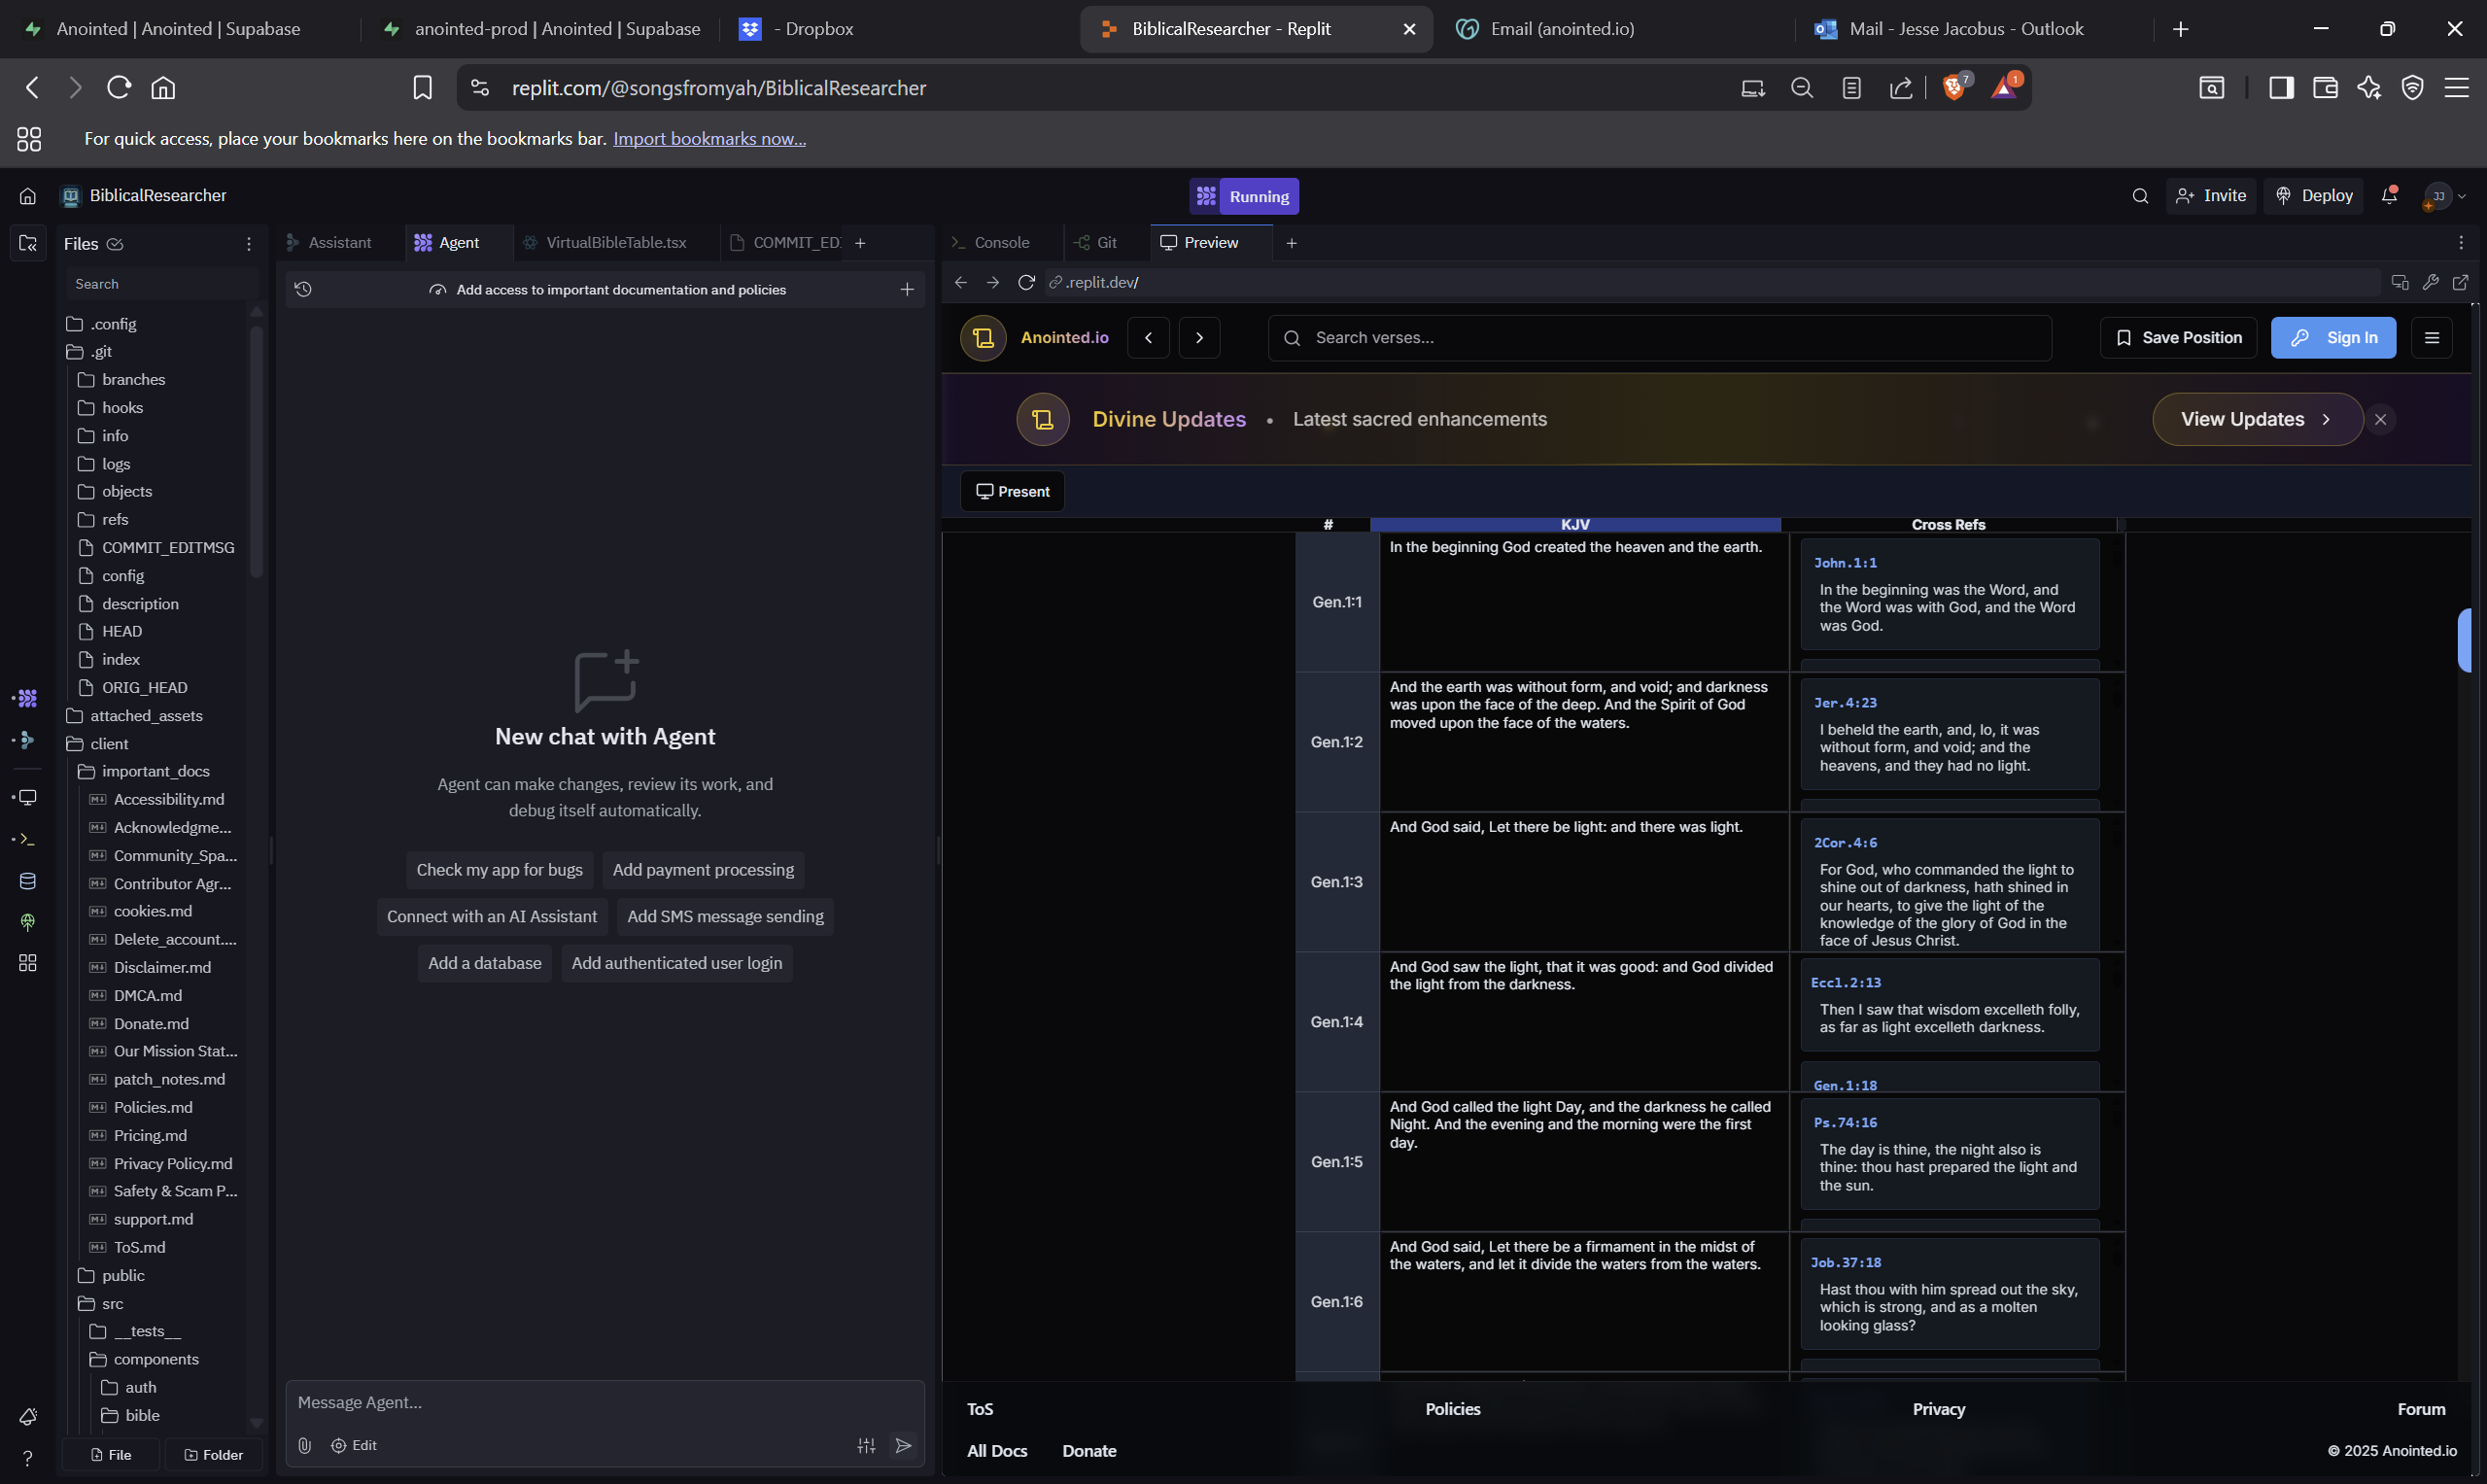 Anointed | Anointed | Supabase
anointed-prod | Anointed | Supabase
- Dropbox
BiblicalResearcher - Replit
Email (anointed.io)
Mail - Jesse Jacobus - Outlook
replit.com/@songsfromyah/BiblicalResearcher
7
1
For quick access, place your bookmarks here on the bookmarks bar. Import bookmarks now...
BiblicalResearcher
Running
Invite
Deploy
JJ
Files
Search
.config
.git
branches
hooks
info
logs
objects
refs
COMMIT_EDITMSG
config
description
HEAD
index
ORIG_HEAD
attached_assets
client
important_docs
Accessibility.md
Acknowledgme...
Community_Spa...
Contributor Agr...
cookies.md
Delete_account....
Disclaimer.md
DMCA.md
Donate.md
Our Mission Stat...
patch_notes.md
Policies.md
Pricing.md
Privacy Policy.md
Safety & Scam P...
support.md
ToS.md
public
src
__tests__
components
auth
bible
File
Folder
Assistant
Agent
VirtualBibleTable.tsx
COMMIT_EDI
Add access to important documentation and policies
New chat with Agent
Agent can make changes, review its work, and
debug itself automatically.
Check my app for bugs
Add payment processing
Connect with an AI Assistant
Add SMS message sending
Add a database
Add authenticated user login
Message Agent...
Edit
Console
Git
Preview
.replit.dev/
Anointed.io
Search verses...
Save Position
Sign In
Divine Updates • Latest sacred enhancements
View Updates
Present
#
KJV
Cross Refs
Gen.1:1
In the beginning God created the heaven and the earth.
John.1:1
In the beginning was the Word, and
the Word was with God, and the Word
was God.
Gen.1:2
And the earth was without form, and void; and darkness
was upon the face of the deep. And the Spirit of God
moved upon the face of the waters.
Jer.4:23
I beheld the earth, and, lo, it was
without form, and void; and the
heavens, and they had no light.
Gen.1:3
And God said, Let there be light: and there was light.
2Cor.4:6
For God, who commanded the light to
shine out of darkness, hath shined in
our hearts, to give the light of the
knowledge of the glory of God in the
face of Jesus Christ.
Gen.1:4
And God saw the light, that it was good: and God divided
the light from the darkness.
Eccl.2:13
Then I saw that wisdom excelleth folly,
as far as light excelleth darkness.
Gen.1:18
Gen.1:5
And God called the light Day, and the darkness he called
Night. And the evening and the morning were the first
day.
Ps.74:16
The day is thine, the night also is
thine: thou hast prepared the light and
the sun.
Gen.1:6
And God said, Let there be a firmament in the midst of
the waters, and let it divide the waters from the waters.
Job.37:18
Hast thou with him spread out the sky,
which is strong, and as a molten
looking glass?
ToS
Policies
Privacy
Forum
All Docs
Donate
© 2025 Anointed.io